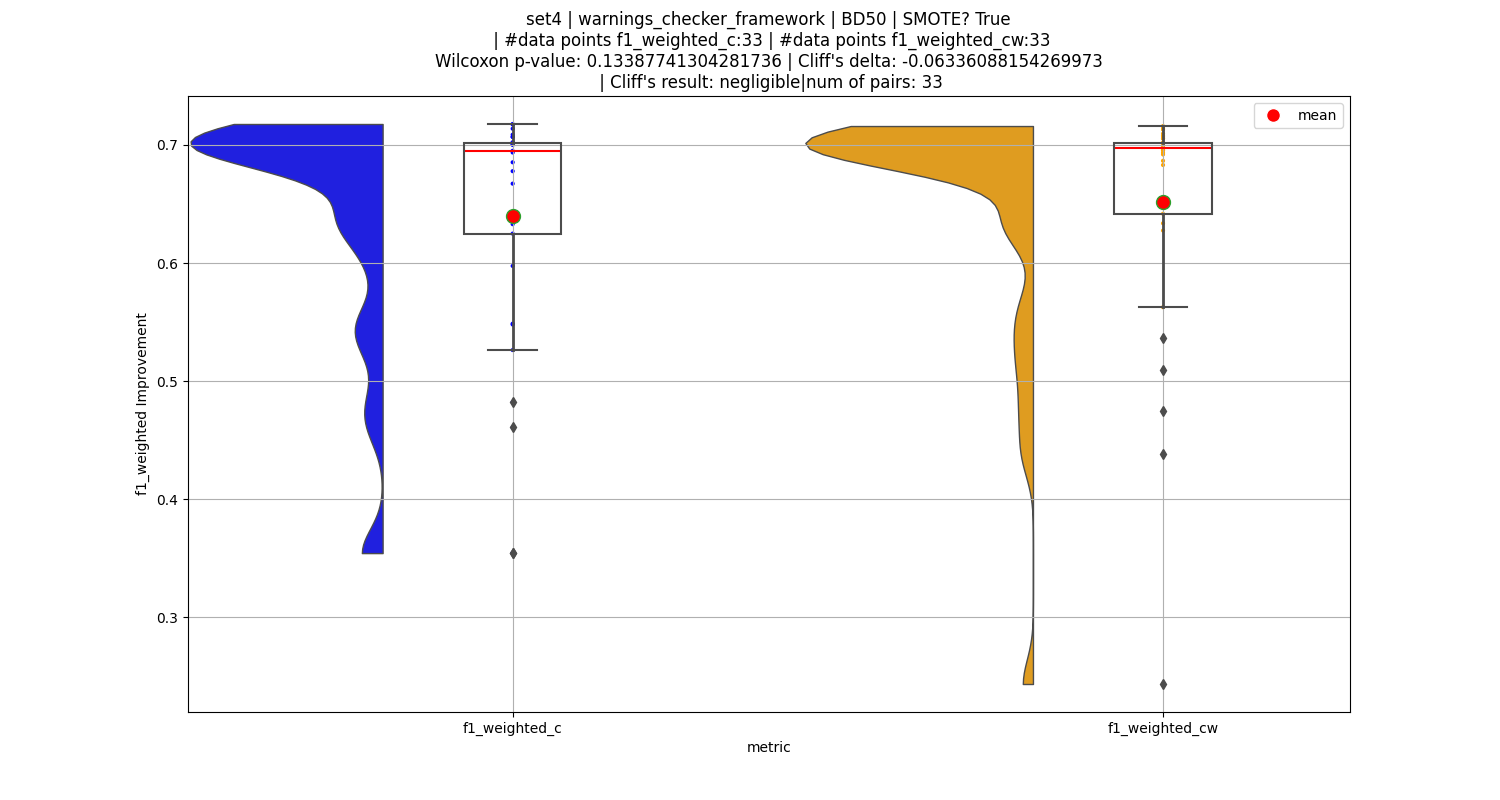 set4 | warnings_checker_framework | BD50 | SMOTE? True
| #data points f1_weighted_c:33 | #data points f1_weighted_cw:33
Wilcoxon p-value: 0.13387741304281736 | Cliff's delta: -0.06336088154269973
| Cliff's result: negligible|num of pairs: 33
mean
0.7
0.6
0.5
0.4
0.3
f1_weighted Improvement
f1_weighted_c
f1_weighted_cw
metric